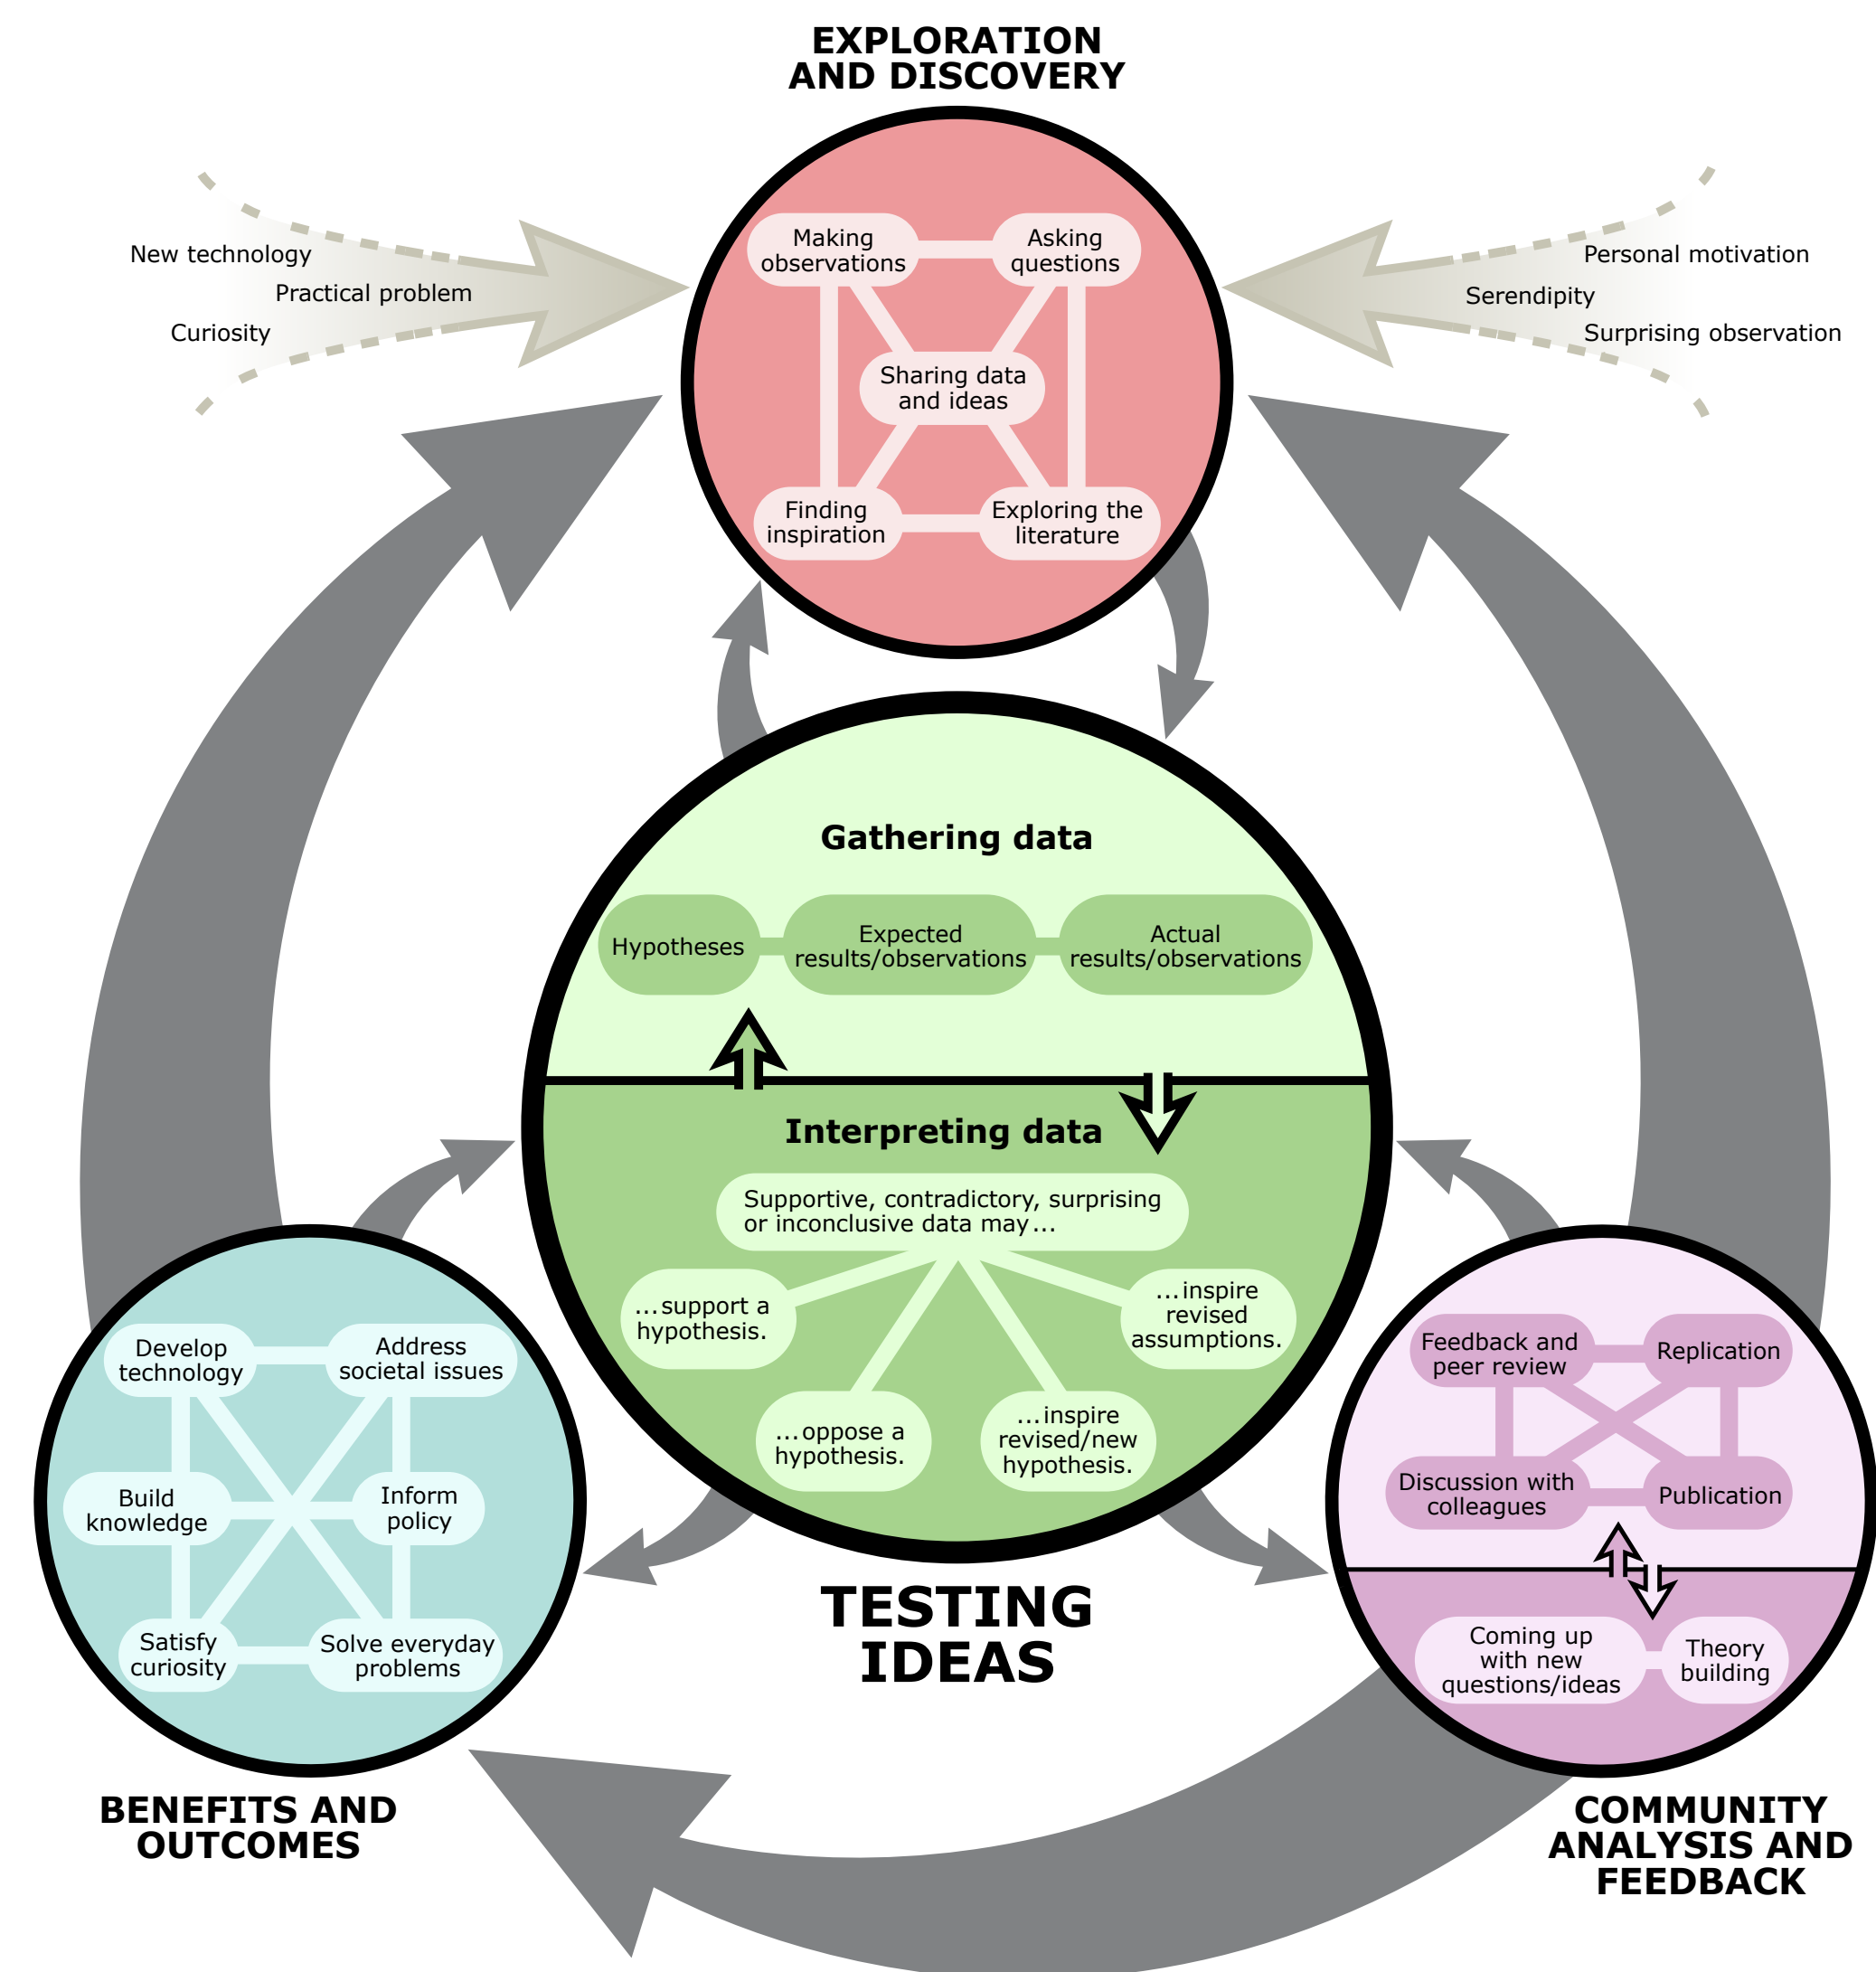 EXPLORATION
AND DISCOVERY
New technology
Practical problem
Curiosity
Personal motivation
Serendipity
Surprising observation
Making
observations
Asking
questions
Sharing data
and ideas
Finding
inspiration
Exploring the
literature
Gathering data
Hypotheses
Expected
results/observations
Actual
results/observations
Interpreting data
Supportive, contradictory, surprising
or inconclusive data may...
...support a
hypothesis.
...oppose a
hypothesis.
...inspire
revised/new
hypothesis.
...inspire
revised
assumptions.
TESTING
IDEAS
Develop
technology
Address
societal issues
Build
knowledge
Inform
policy
Satisfy
curiosity
Solve everyday
problems
BENEFITS AND
OUTCOMES
Feedback and
peer review
Replication
Discussion with
colleagues
Publication
Coming up
with new
questions/ideas
Theory
building
COMMUNITY
ANALYSIS AND
FEEDBACK